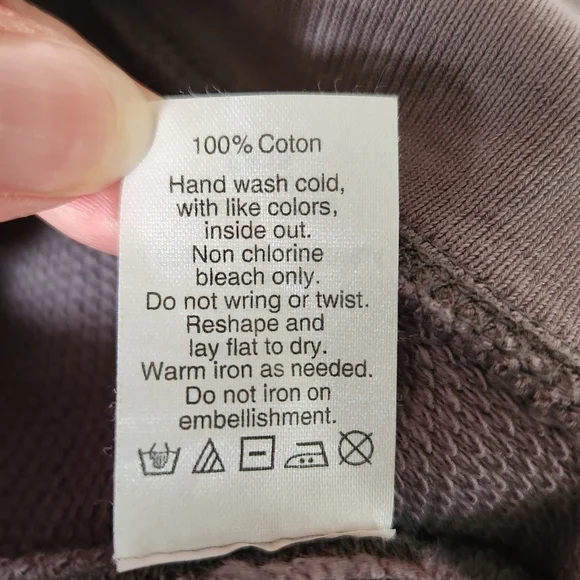 100% Coton
Hand wash cold,
with like colors,
inside out.
Non chlorine
bleach only.
Do not wring or twist.
Reshape and
lay flat to dry.
Warm iron as needed.
Do not iron on
embellishment.